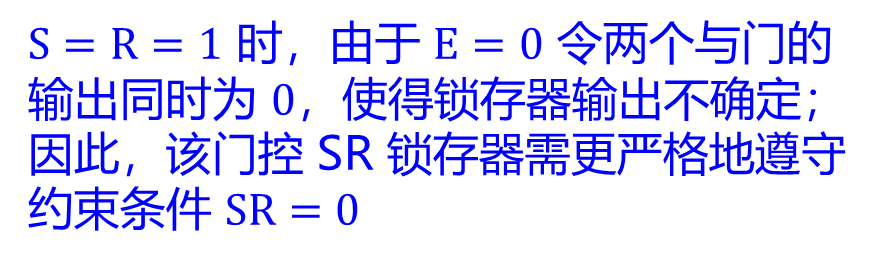 S = R = 1 时，由于 E = 0 令两个与门的
输出同时为 0，使得锁存器输出不确定；
因此，该门控 SR 锁存器需更严格地遵守
约束条件 SR = 0